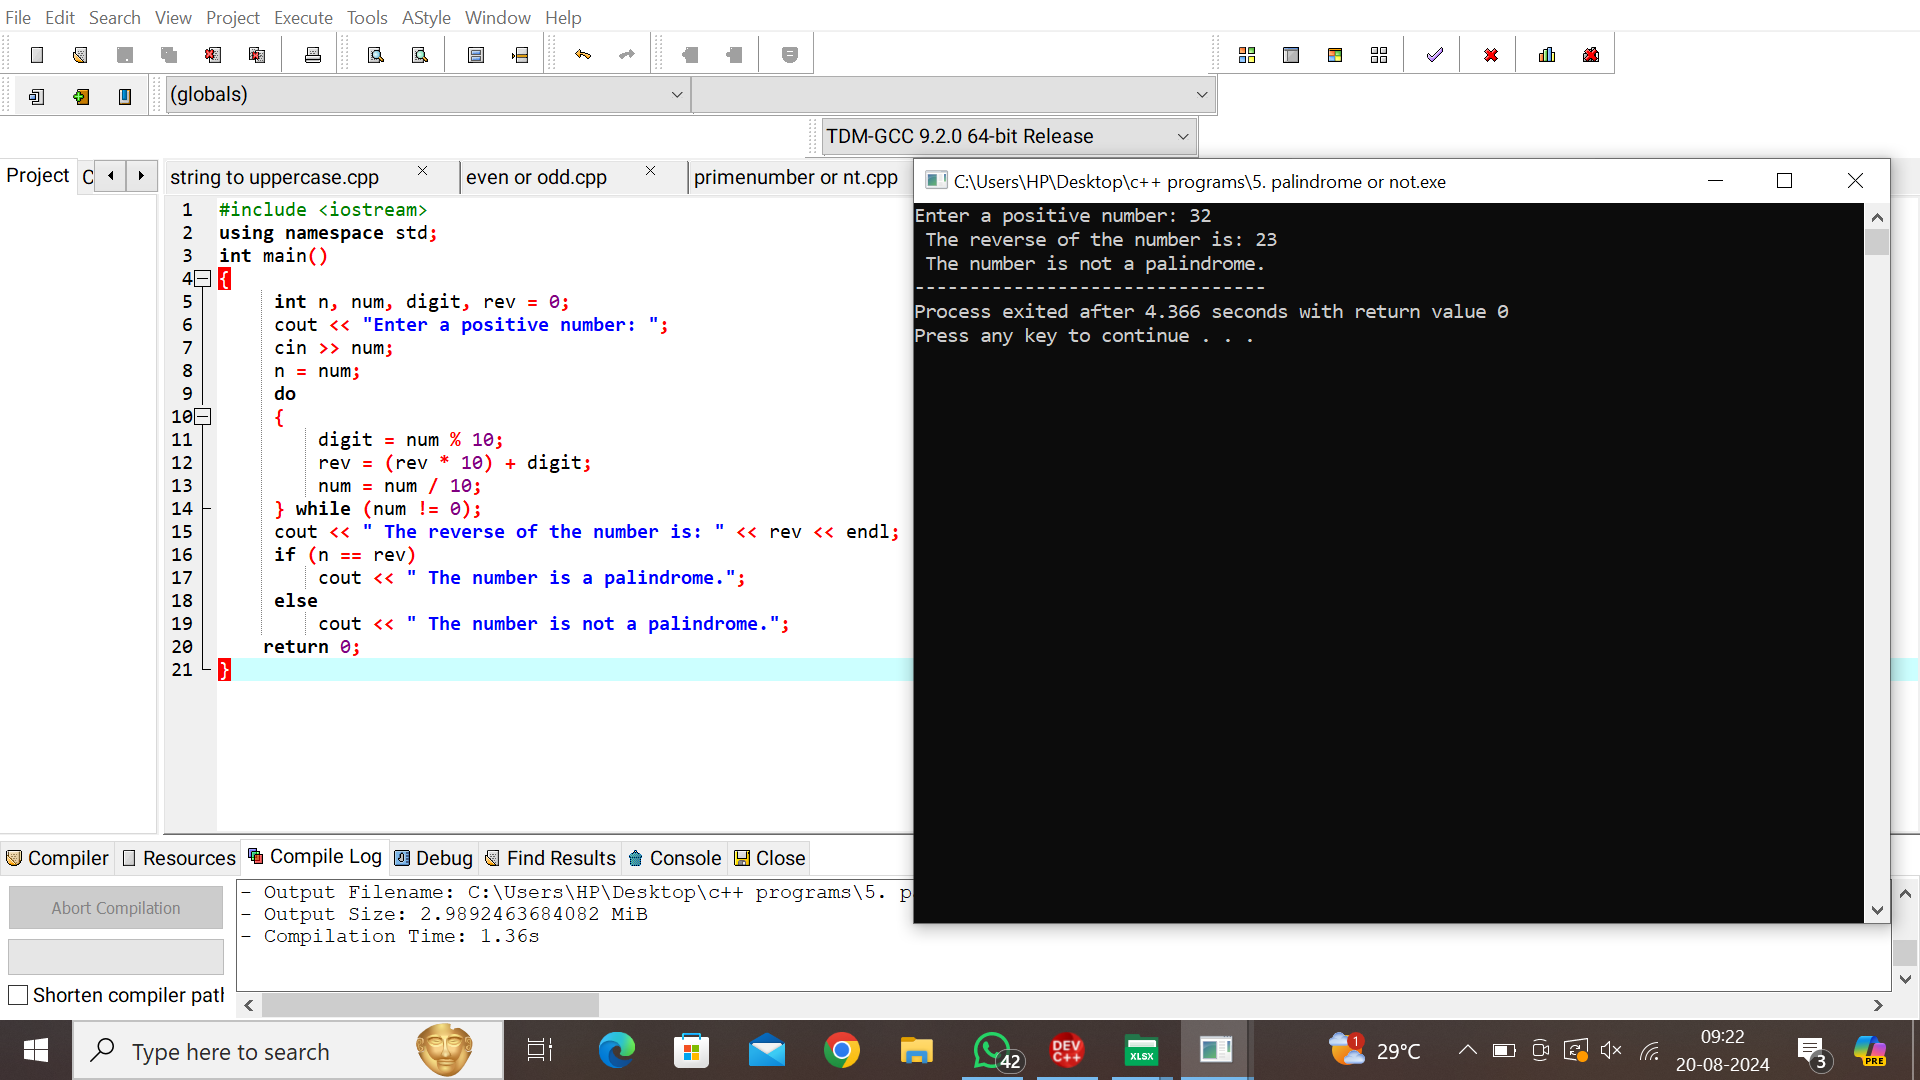 File Edit Search View Project Execute Tools AStyle Window Help
(globals)
TDM-GCC 9.2.0 64-bit Release
Project
string to uppercase.cpp
even or odd.cpp
primenumber or nt.cpp
1 #include <iostream>
2 using namespace std;
3 int main()
4 {
5 int n, num, digit, rev = 0;
6 cout << "Enter a positive number: ";
7 cin >> num;
8 n = num;
9 do
10 {
11 digit = num % 10;
12 rev = (rev * 10) + digit;
13 num = num / 10;
14 } while (num != 0);
15 cout << " The reverse of the number is: " << rev << endl;
16 if (n == rev)
17 cout << " The number is a palindrome.";
18 else
19 cout << " The number is not a palindrome.";
20 return 0;
21 }
C:\Users\HP\Desktop\c++ programs\5. palindrome or not.exe
Enter a positive number: 32
The reverse of the number is: 23
The number is not a palindrome.
--------------------------------
Process exited after 4.366 seconds with return value 0
Press any key to continue . . .
Compiler Resources Compile Log Debug Find Results Console Close
Abort Compilation
Shorten compiler path
- Output Filename: C:\Users\HP\Desktop\c++ programs\5. p
- Output Size: 2.9892463684082 MiB
- Compilation Time: 1.36s
Type here to search
42
DEV C++
XLSX
1
29°C
09:22
20-08-2024
3
PRE